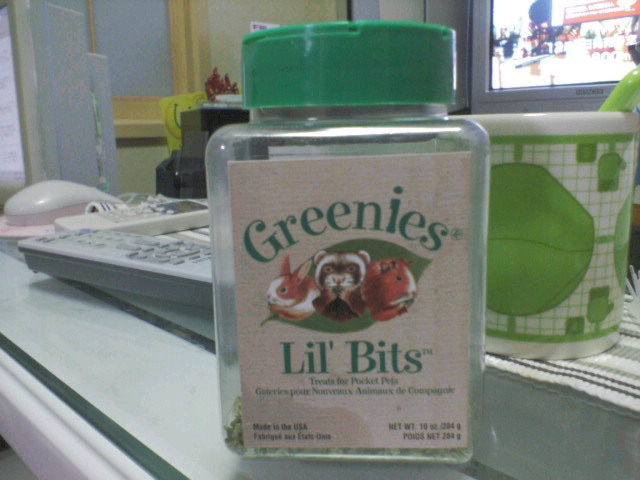 Greenies®
Lil' Bits™
Treats for Pocket Pets
Gâteries pour Nouveaux Animaux de Compagnie
Made in the USA
Fabriqué aux États-Unis
NET WT. 10 oz./284 g
POIDS NET 284 g